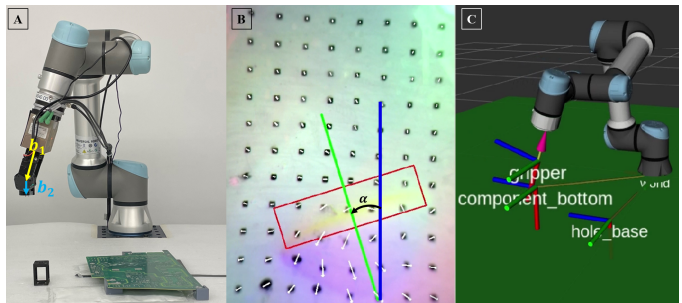 A
b₁
b₂
B
α
C
gripper
component_bottom
world
hole_base